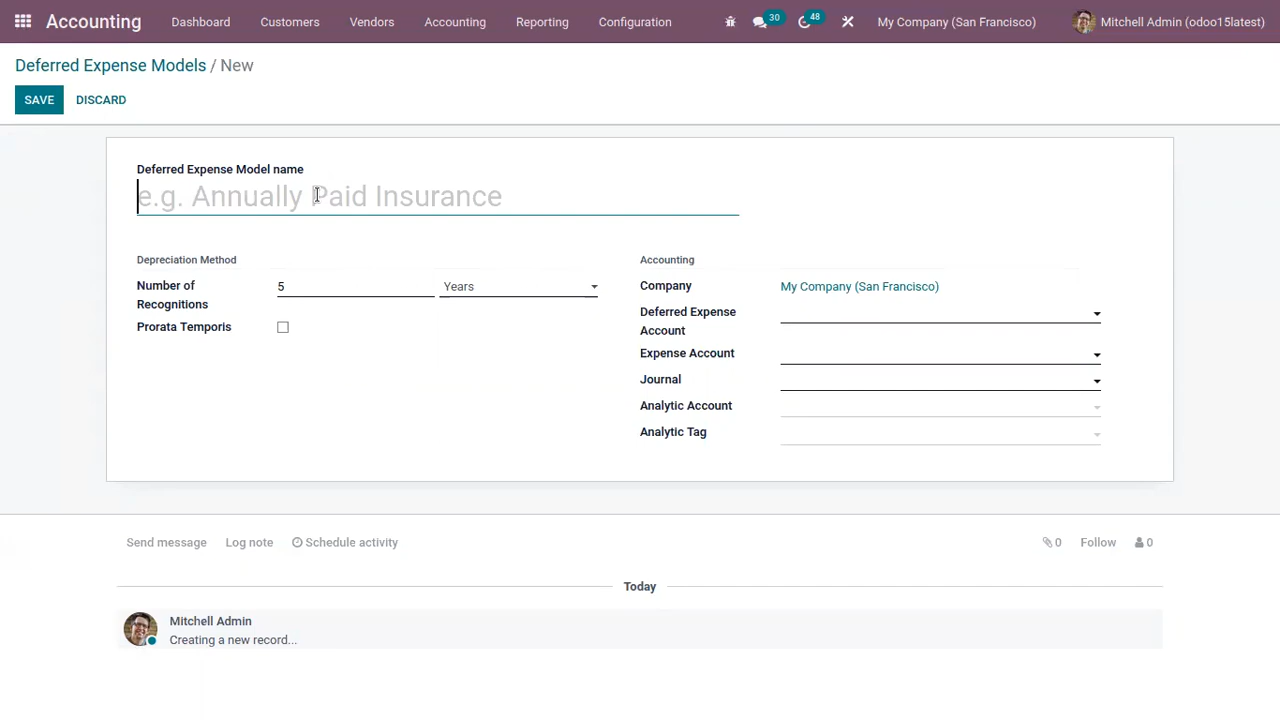 Accounting Dashboard Customers Vendors Accounting Reporting Configuration 30 48 My Company (San Francisco) Mitchell Admin (odoo15latest)
Deferred Expense Models / New
SAVE DISCARD
Deferred Expense Model name
e.g. Annually Paid Insurance
Depreciation Method
Number of Recognitions 5 Years
Prorata Temporis
Accounting
Company My Company (San Francisco)
Deferred Expense
Account
Expense Account
Journal
Analytic Account
Analytic Tag
Send message Log note Schedule activity 0 Follow 0
Today
Mitchell Admin
Creating a new record...